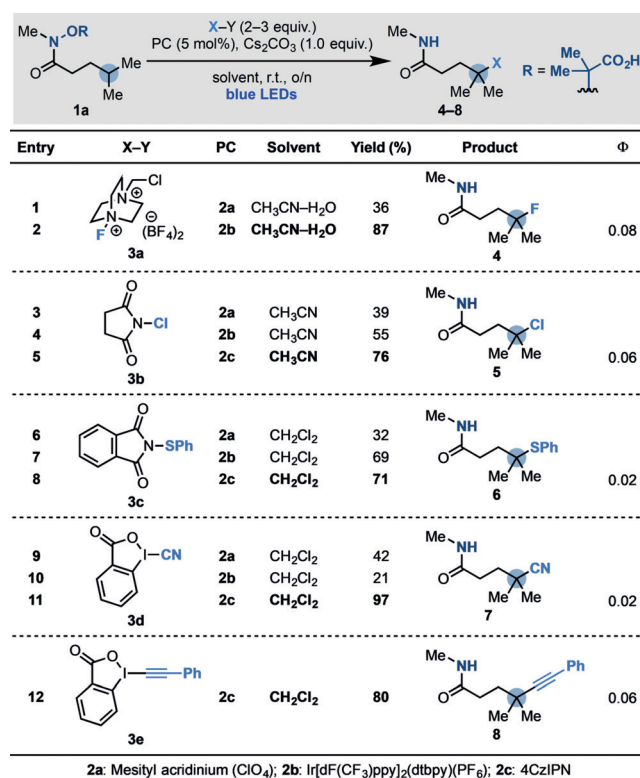 Me N OR
O
Me
Me
1a
X–Y (2–3 equiv.)
PC (5 mol%), Cs₂CO₃ (1.0 equiv.)
solvent, r.t., o/n
blue LEDs
Me NH
O
X
Me Me
4–8
R = Me Me CO₂H
Entry X–Y PC Solvent Yield (%) Product Φ
N Cl
⊕
N
F ⊕ ⊖ (BF₄)₂
3a
1 2a CH₃CN–H₂O 36
2 2b CH₃CN–H₂O 87
Me NH
O
F
Me Me
4
0.08
O
N–Cl
O
3b
3 2a CH₃CN 39
4 2b CH₃CN 55
5 2c CH₃CN 76
Me NH
O
Cl
Me Me
5
0.06
O
N–SPh
O
3c
6 2a CH₂Cl₂ 32
7 2b CH₂Cl₂ 69
8 2c CH₂Cl₂ 71
Me NH
O
SPh
Me Me
6
0.02
O O
I–CN
3d
9 2a CH₂Cl₂ 42
10 2b CH₂Cl₂ 21
11 2c CH₂Cl₂ 97
Me NH
O
CN
Me Me
7
0.02
O O
I Ph
3e
12 2c CH₂Cl₂ 80
Me NH
O
Ph
Me Me
8
0.06
2a: Mesityl acridinium (ClO₄); 2b: Ir[dF(CF₃)ppy]₂(dtbpy)(PF₆); 2c: 4CzIPN